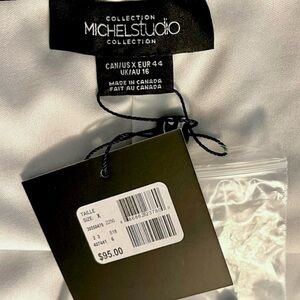 COLLECTION
MICHELstudio
COLLECTION
CAN/US X EUR 44
UK/AU 16
MADE IN CANADA
FAIT AU CANADA
TAILLE
SIZE: X
$95.00